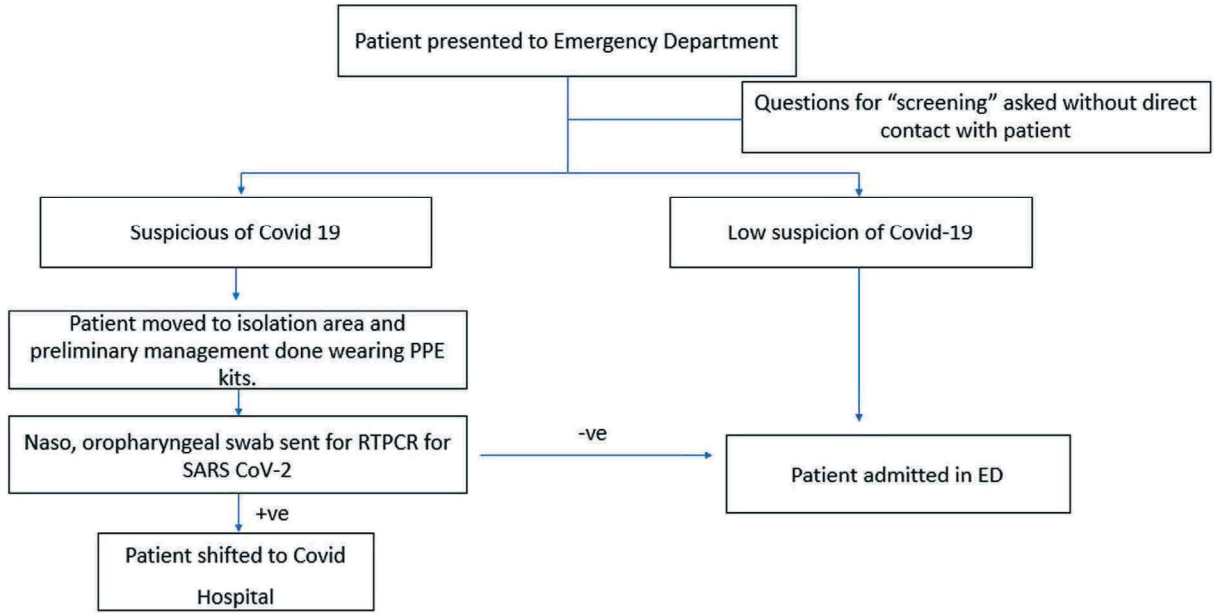 Patient presented to Emergency Department
Questions for “screening” asked without direct
contact with patient
Suspicious of Covid 19
Low suspicion of Covid-19
Patient moved to isolation area and
preliminary management done wearing PPE
kits.
Naso, oropharyngeal swab sent for RTPCR for
SARS CoV-2
-ve
Patient admitted in ED
+ve
Patient shifted to Covid
Hospital